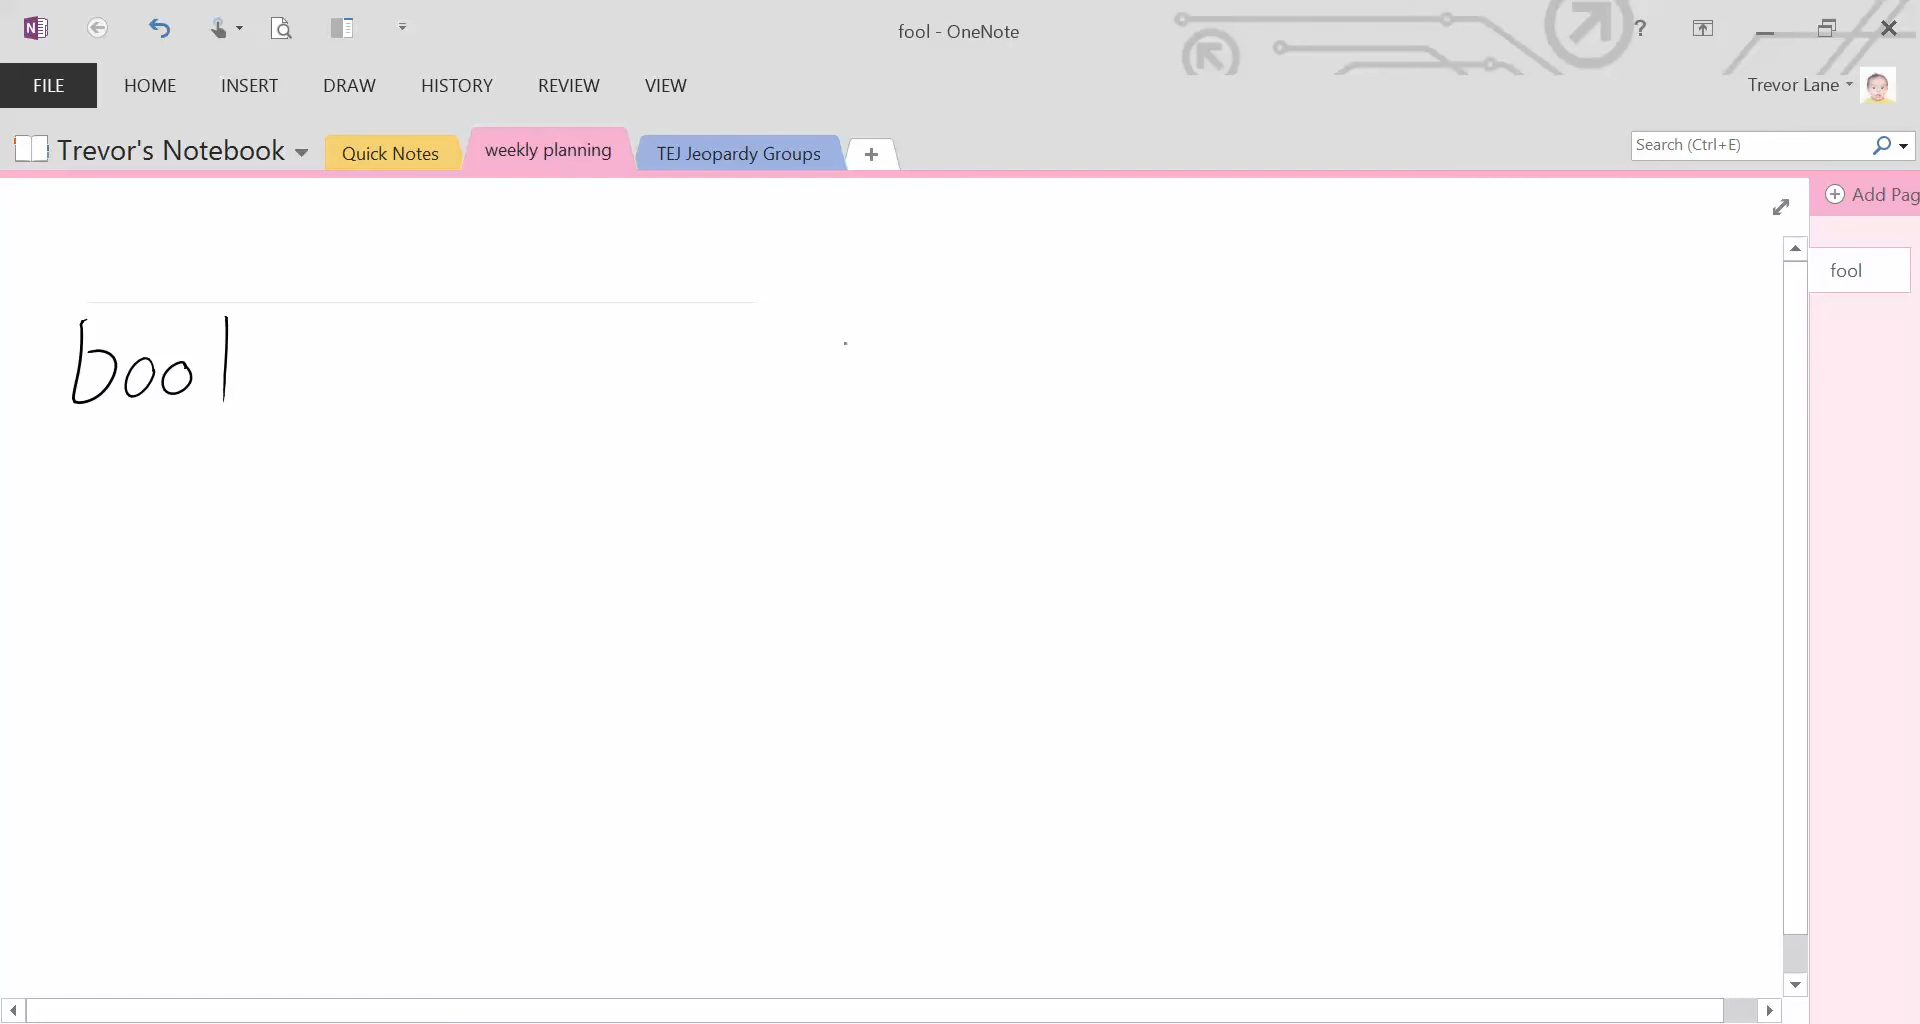 fool - OneNote
?
FILE HOME INSERT DRAW HISTORY REVIEW VIEW
Trevor Lane
Trevor's Notebook
Quick Notes
weekly planning
TEJ Jeopardy Groups
+
Search (Ctrl+E)
Add Pag
fool
bool